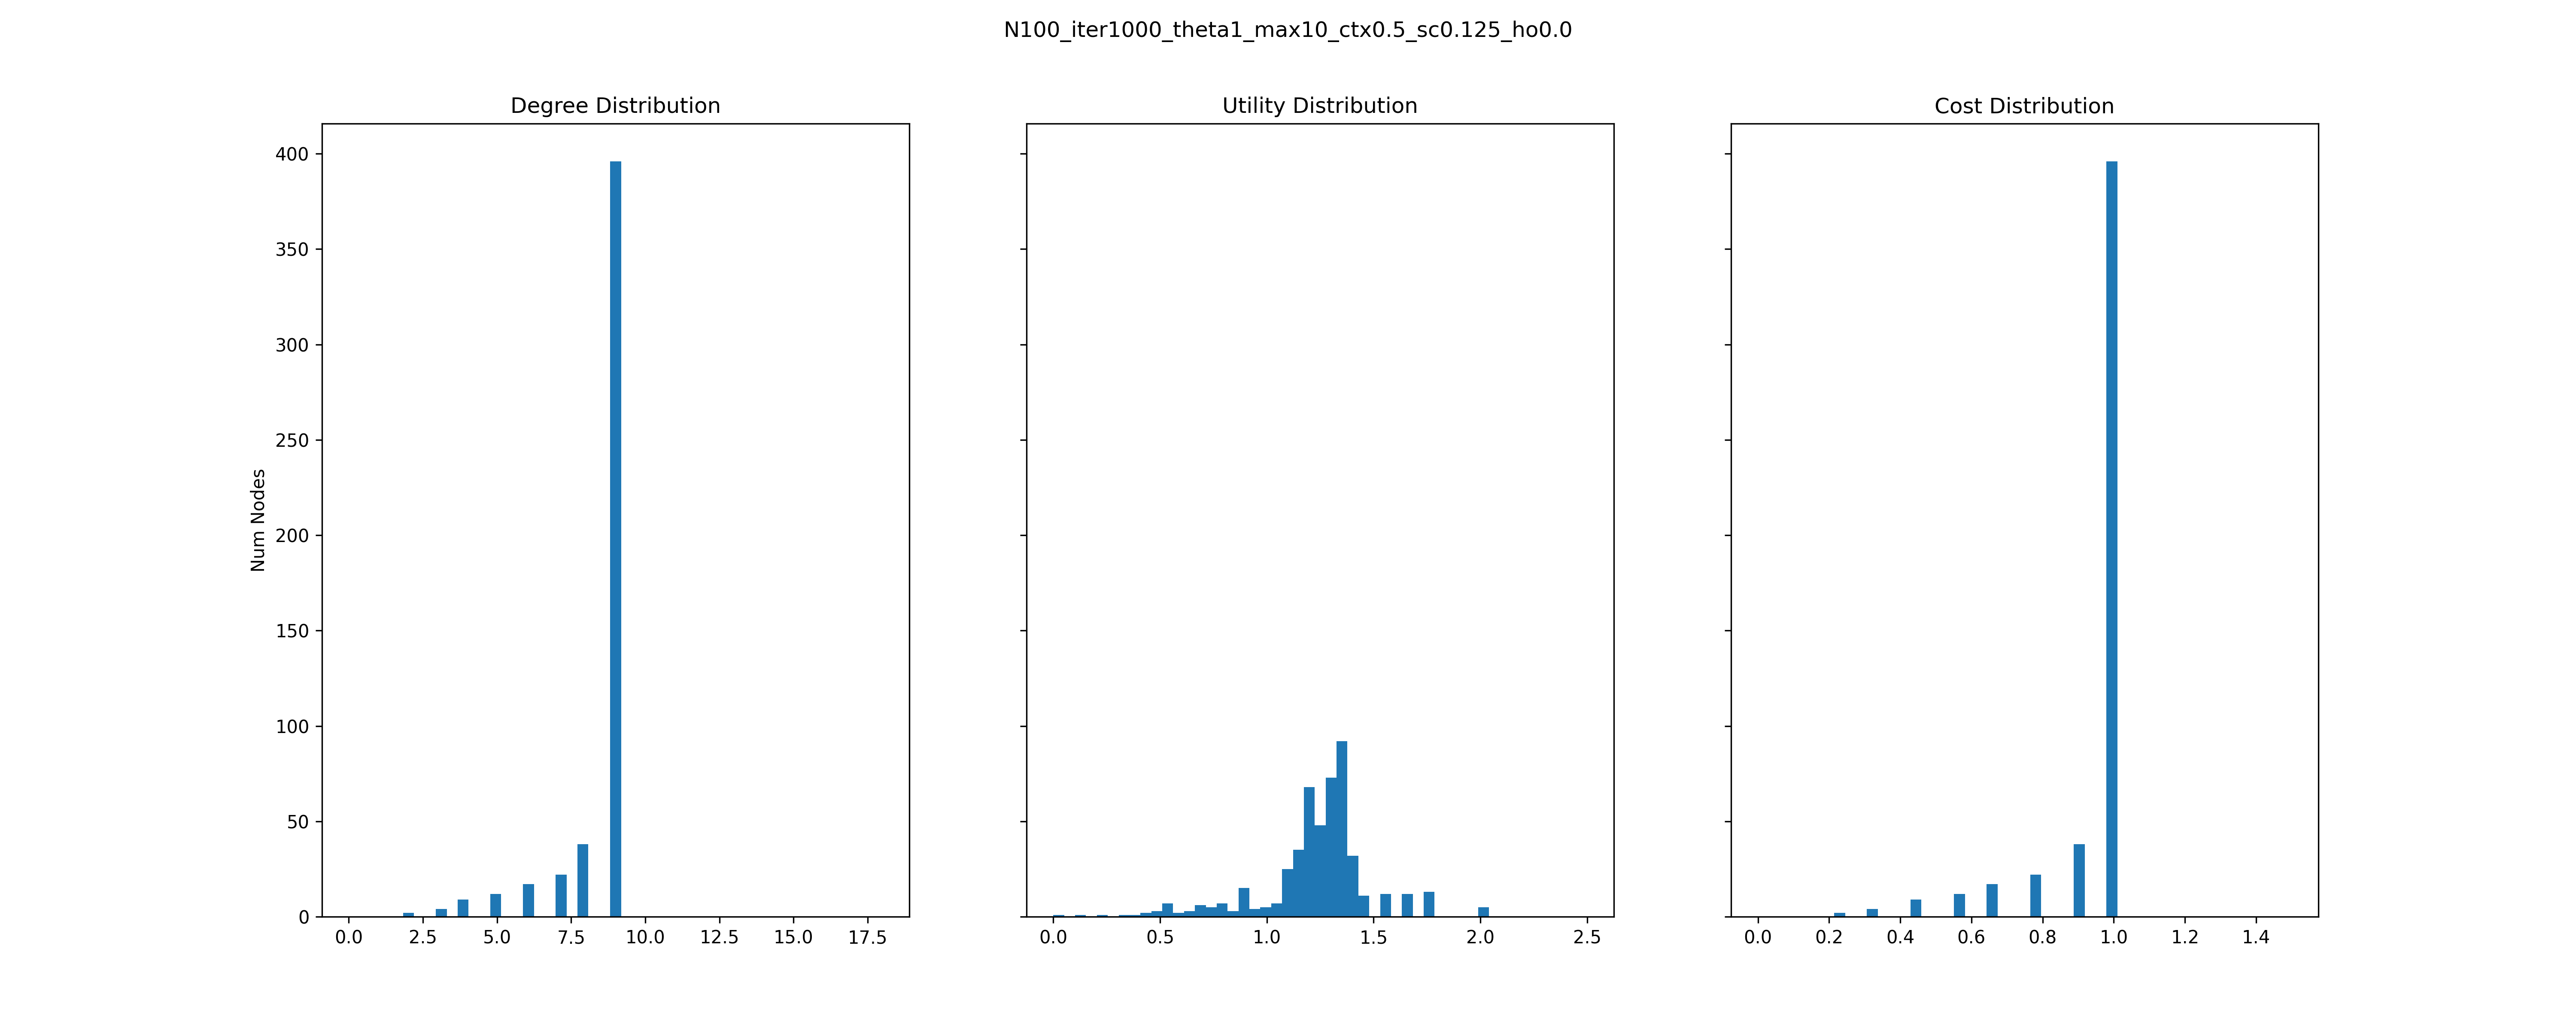 N100_iter1000_theta1_max10_ctx0.5_sc0.125_ho0.0
Degree Distribution
Num Nodes
400
350
300
250
200
150
100
50
0
0.0 2.5 5.0 7.5 10.0 12.5 15.0 17.5
Utility Distribution
0.0 0.5 1.0 1.5 2.0 2.5
Cost Distribution
0.0 0.2 0.4 0.6 0.8 1.0 1.2 1.4